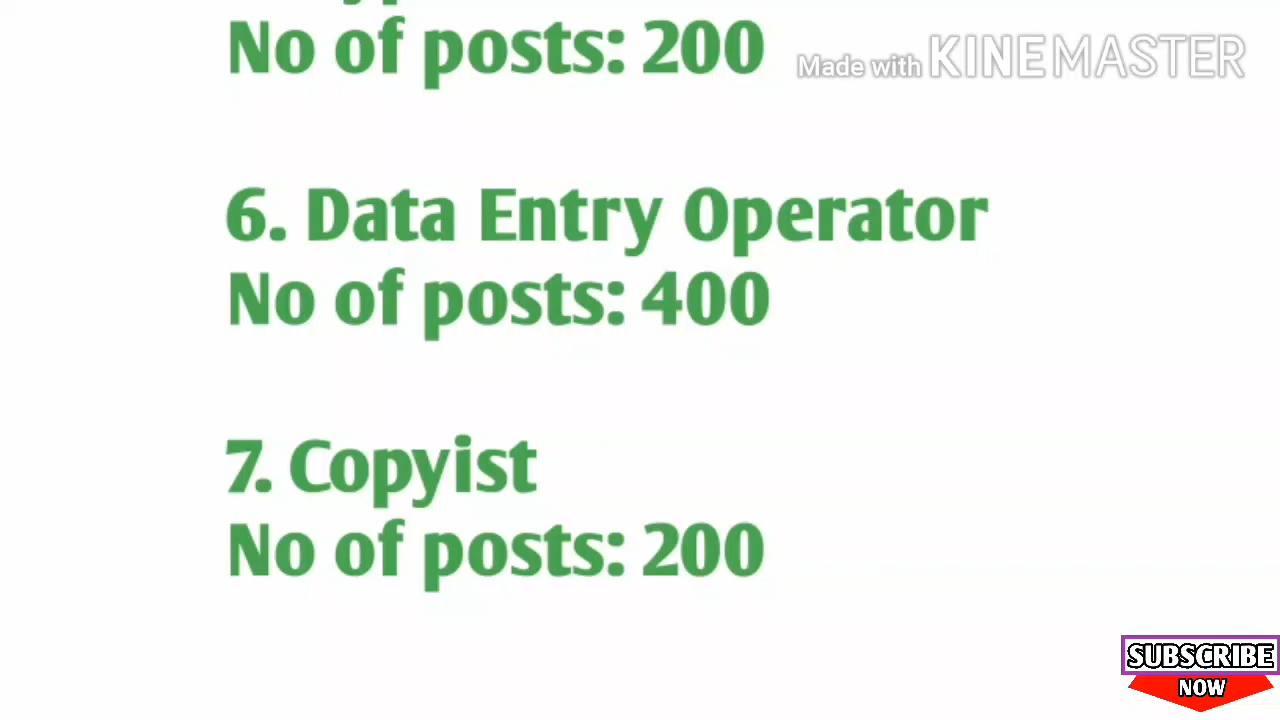 No of posts: 200
Made with KINEMASTER
6. Data Entry Operator
No of posts: 400
7. Copyist
No of posts: 200
SUBSCRIBE
NOW